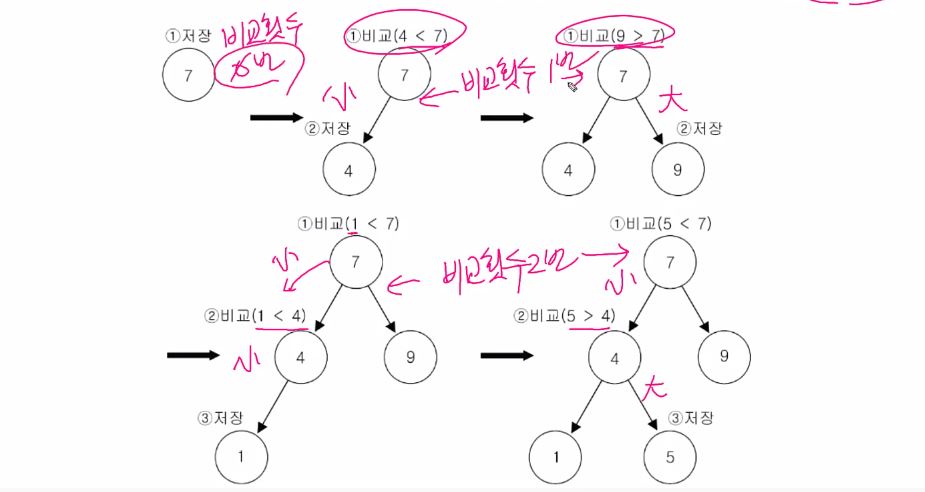 ①저장 비교횟수
7
0번
①비교(4 < 7)
7
小
②저장
4
비교횟수 1번
①비교(9 > 7)
7
大
②저장
4 9
①비교(1 < 7)
7
小
②비교(1 < 4)
4 9
小
③저장
1
비교횟수 2번
①비교(5 < 7)
7
小
②비교(5 > 4)
4 9
大
③저장
1 5